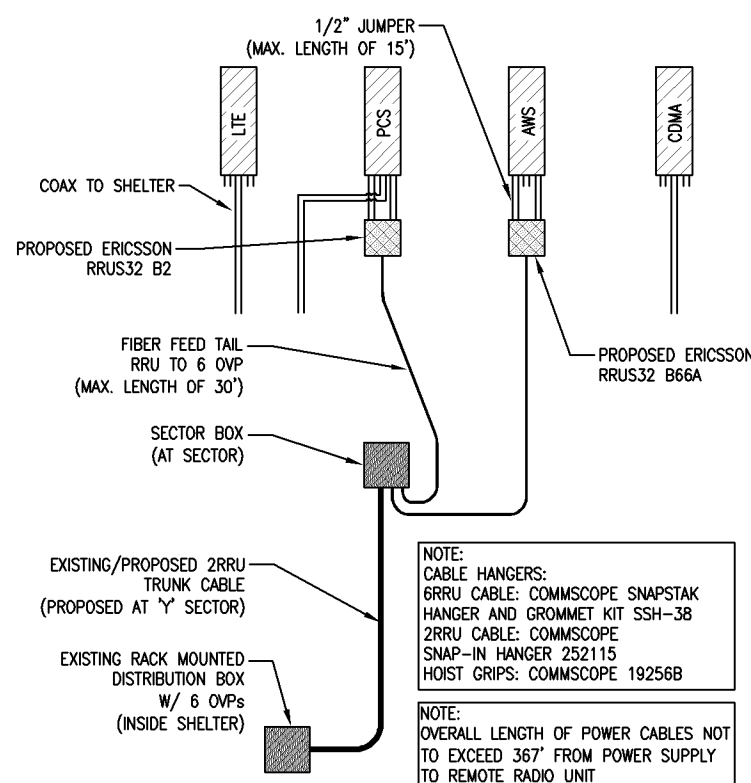 1/2" JUMPER
(MAX. LENGTH OF 15')
LTE
PCS
AWS
CDMA
COAX TO SHELTER
PROPOSED ERICSSON
RRUS32 B2
FIBER FEED TAIL
RRU TO 6 OVP
(MAX. LENGTH OF 30')
PROPOSED ERICSSON
RRUS32 B66A
SECTOR BOX
(AT SECTOR)
EXISTING/PROPOSED 2RRU
TRUNK CABLE
(PROPOSED AT 'Y' SECTOR)
EXISTING RACK MOUNTED
DISTRIBUTION BOX
W/ 6 OVPs
(INSIDE SHELTER)
NOTE:
CABLE HANGERS:
6RRU CABLE: COMMSCOPE SNAPSTAK
HANGER AND GROMMET KIT SSH-38
2RRU CABLE: COMMSCOPE
SNAP-IN HANGER 252115
HOIST GRIPS: COMMSCOPE 19256B
NOTE:
OVERALL LENGTH OF POWER CABLES NOT
TO EXCEED 367' FROM POWER SUPPLY
TO REMOTE RADIO UNIT